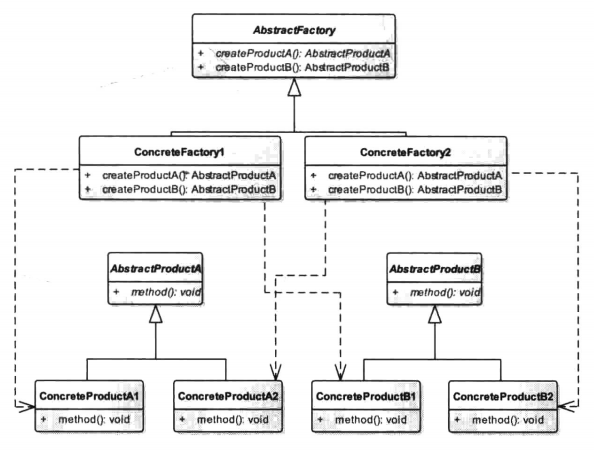 AbstractFactory
+ createProductA(): AbstractProductA
+ createProductB(): AbstractProductB
ConcreteFactory1
+ createProductA(): AbstractProductA
+ createProductB(): AbstractProductB
ConcreteFactory2
+ createProductA(): AbstractProductA
+ createProductB(): AbstractProductB
AbstractProductA
+ method(): void
AbstractProductB
+ method(): void
ConcreteProductA1
+ method(): void
ConcreteProductA2
+ method(): void
ConcreteProductB1
+ method(): void
ConcreteProductB2
+ method(): void